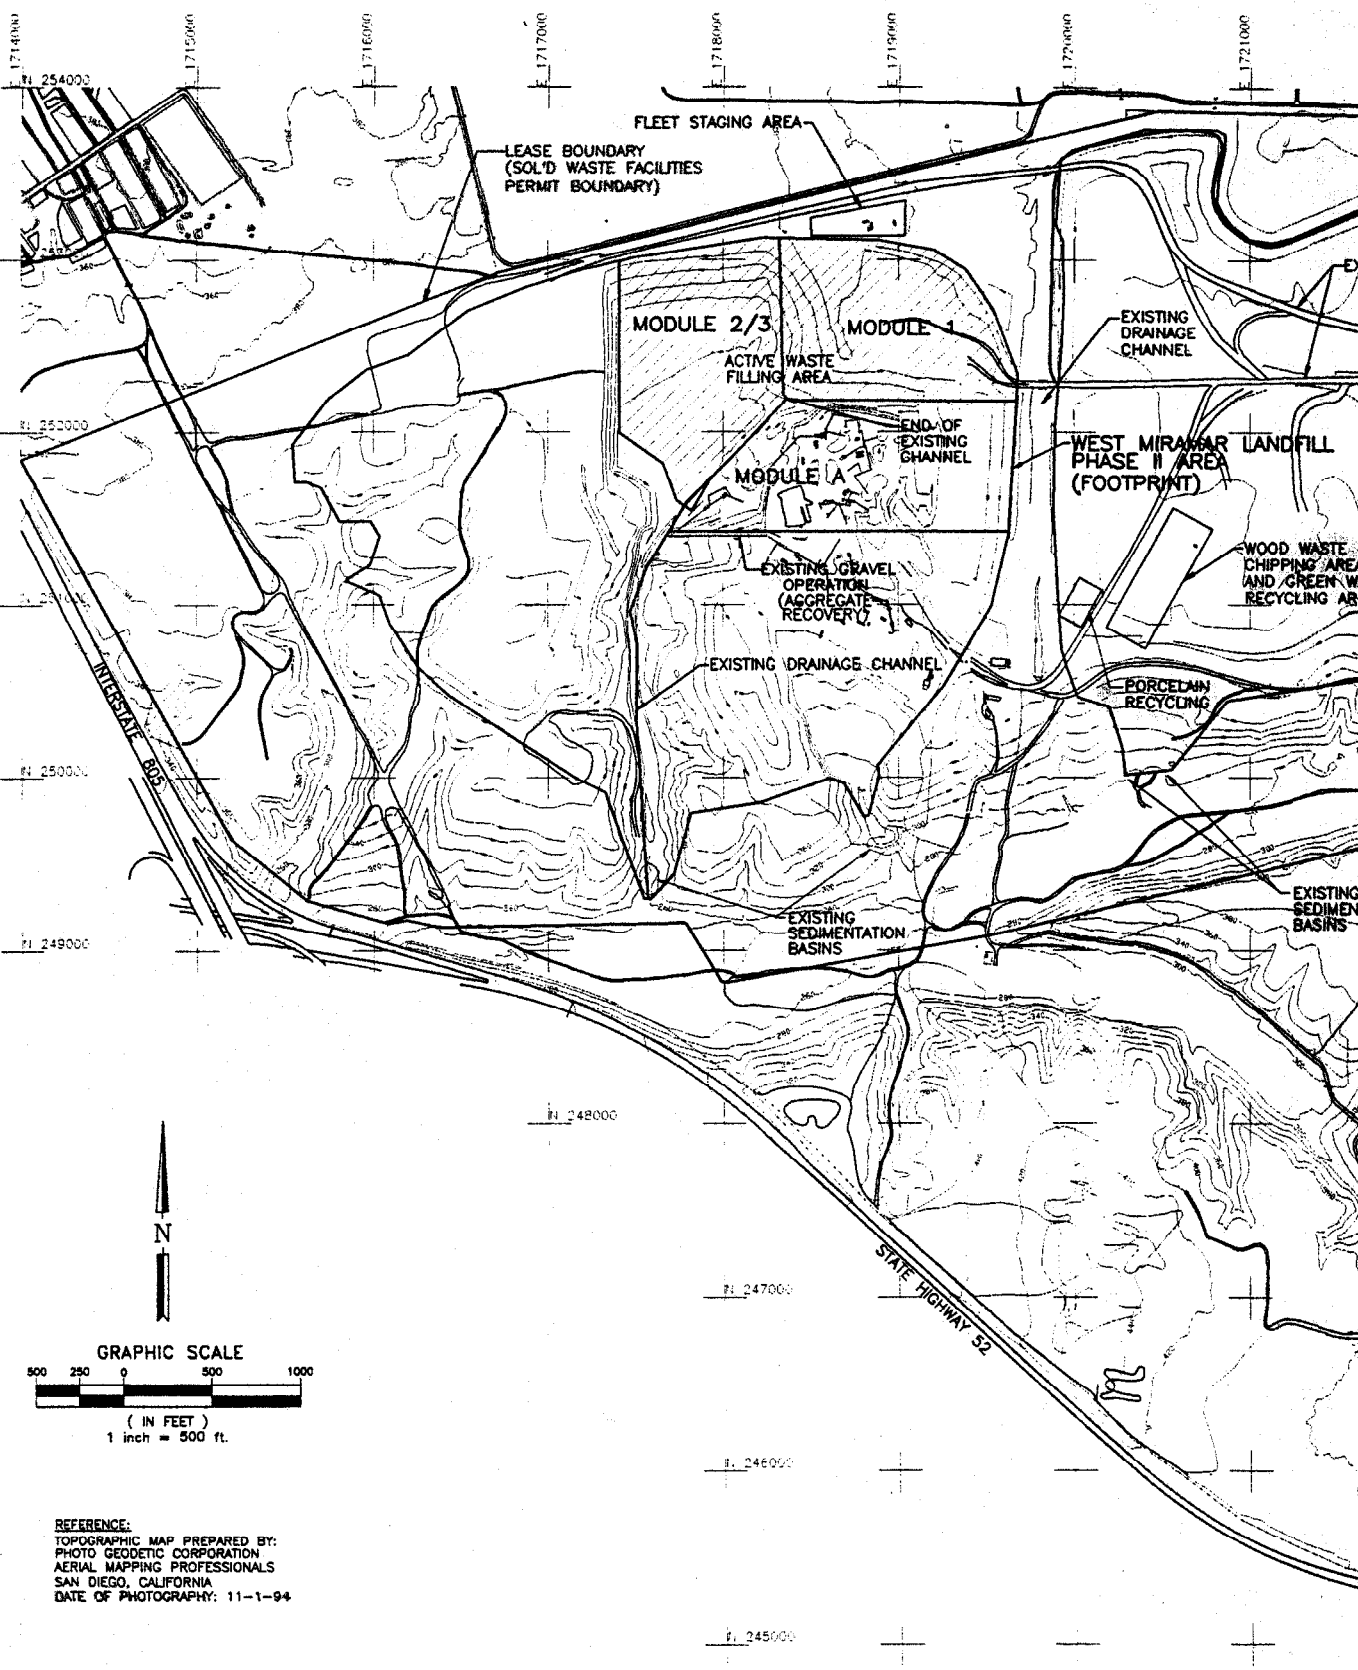 E 1714000
E 1715000
E 1716000
E 1717000
E 1718000
E 1719000
E 1720000
E 1721000
N 254000
FLEET STAGING AREA
LEASE BOUNDARY
(SOL'D WASTE FACILITIES
PERMIT BOUNDARY)
MODULE 2/3
MODULE 1
ACTIVE WASTE
FILLING AREA
EXISTING
DRAINAGE
CHANNEL
EX
N 252000
END OF
EXISTING
CHANNEL
MODULE A
WEST MIRAMAR LANDFILL
PHASE II AREA
(FOOTPRINT)
WOOD WASTE
CHIPPING AREA
AND GREEN W
RECYCLING AR
EXISTING GRAVEL
OPERATION
(AGGREGATE
RECOVERY)
N 251000
EXISTING DRAINAGE CHANNEL
PORCELAIN
RECYCLING
INTERSTATE 805
N 250000
EXISTING
SEDIMENTATION
BASINS
EXISTING
SEDIMEN
BASINS
N 249000
N 248000
N
STATE HIGHWAY 52
N 247000
GRAPHIC SCALE
500 250 0 500 1000
( IN FEET )
1 inch = 500 ft.
N 246000
REFERENCE:
TOPOGRAPHIC MAP PREPARED BY:
PHOTO GEODETIC CORPORATION
AERIAL MAPPING PROFESSIONALS
SAN DIEGO, CALIFORNIA
DATE OF PHOTOGRAPHY: 11-1-94
N 245000